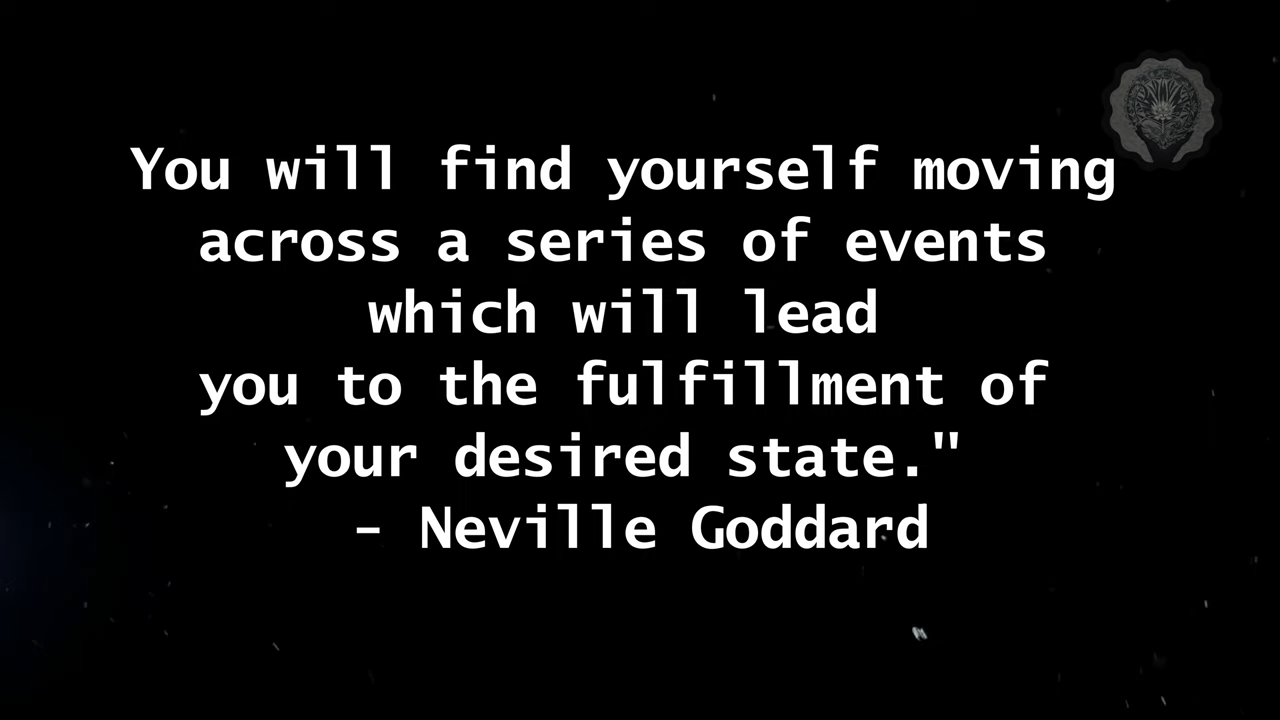 You will find yourself moving
across a series of events
which will lead
you to the fulfillment of
your desired state."
- Neville Goddard